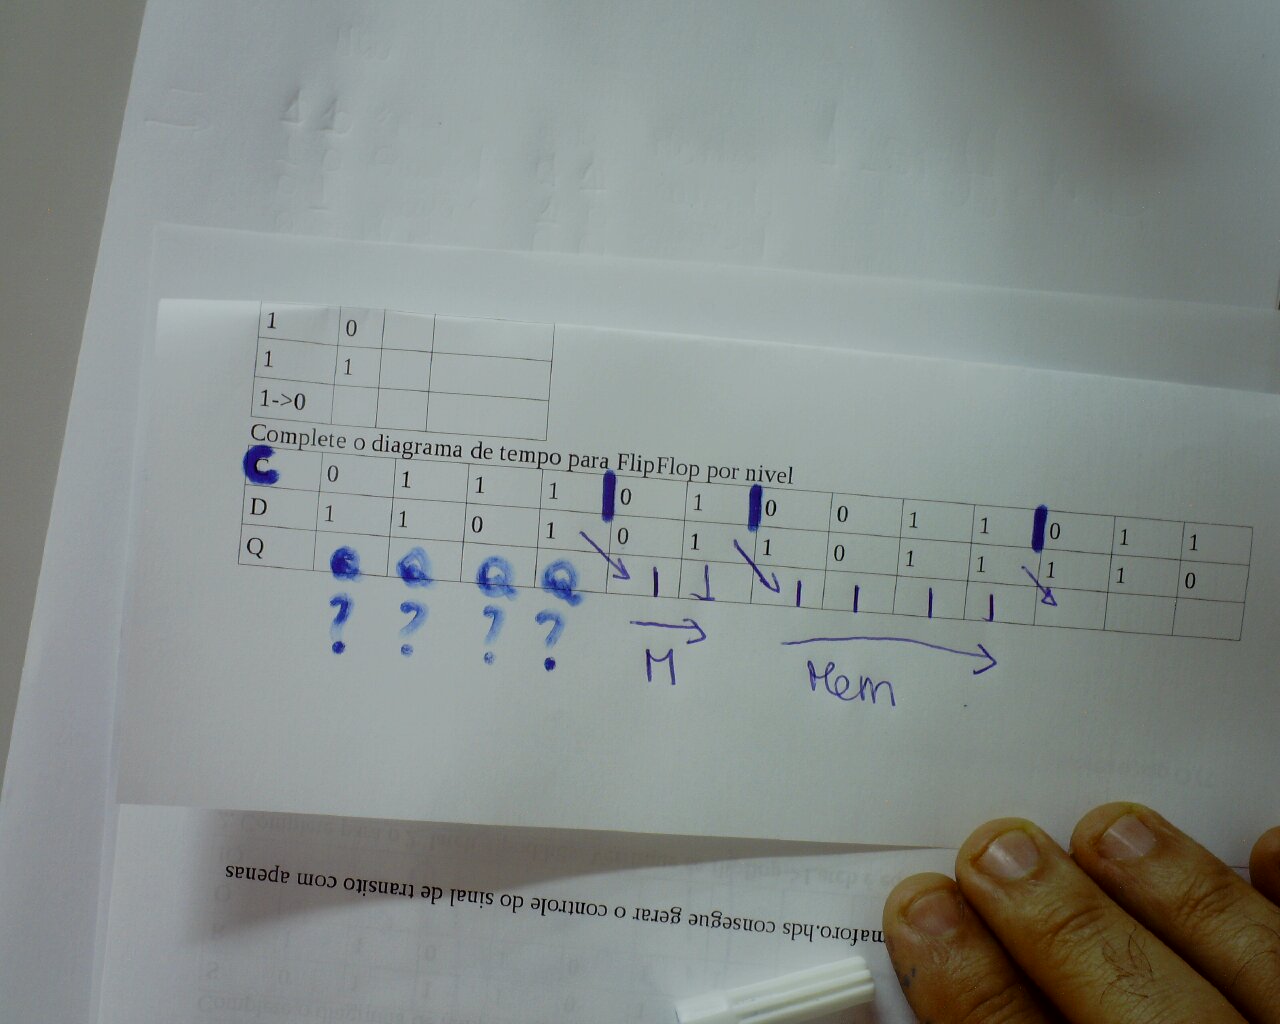 1 0
1 1
1->0
Complete o diagrama de tempo para FlipFlop por nivel
C 0 1 1 1 0 1 0 0 1 1 0 1 1
D 1 1 0 1 0 1 1 0 1 1 1 1 0
Q Q Q Q Q 1 1 1 1 1 1
? ? ? ?
M Mem
maforo.hds consegue gerar o controle do sinal de transito com apenas